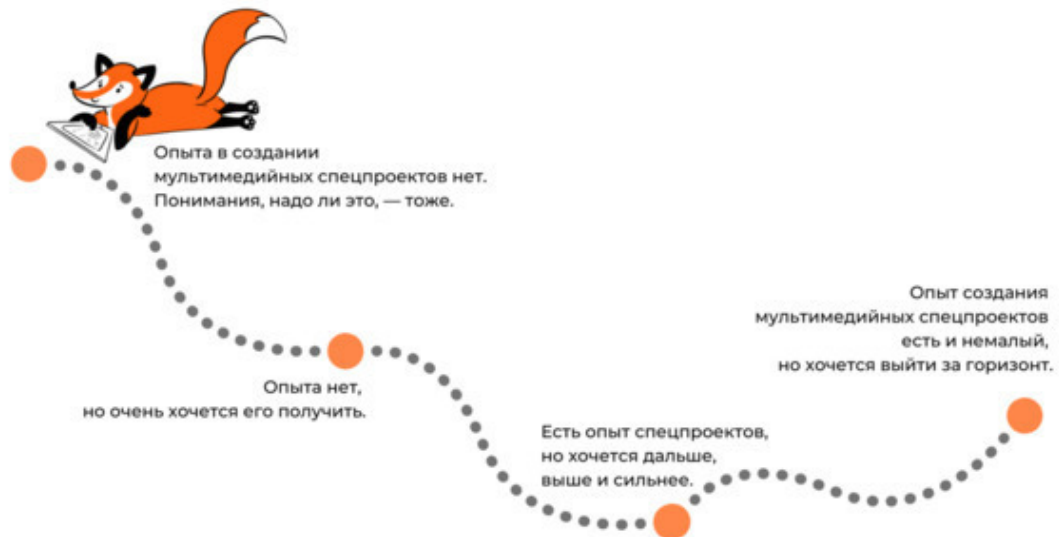 Опыта в создании
мультимедийных спецпроектов нет.
Понимания, надо ли это, — тоже.
Опыта нет,
но очень хочется его получить.
Есть опыт спецпроектов,
но хочется дальше,
выше и сильнее.
Опыт создания
мультимедийных спецпроектов
есть и немалый,
но хочется выйти за горизонт.